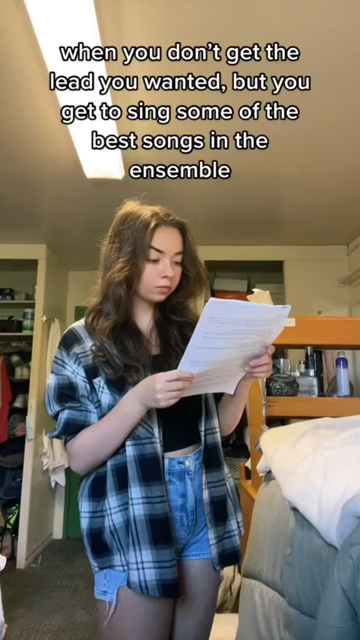 when you don't get the
lead you wanted, but you
get to sing some of the
best songs in the
ensemble